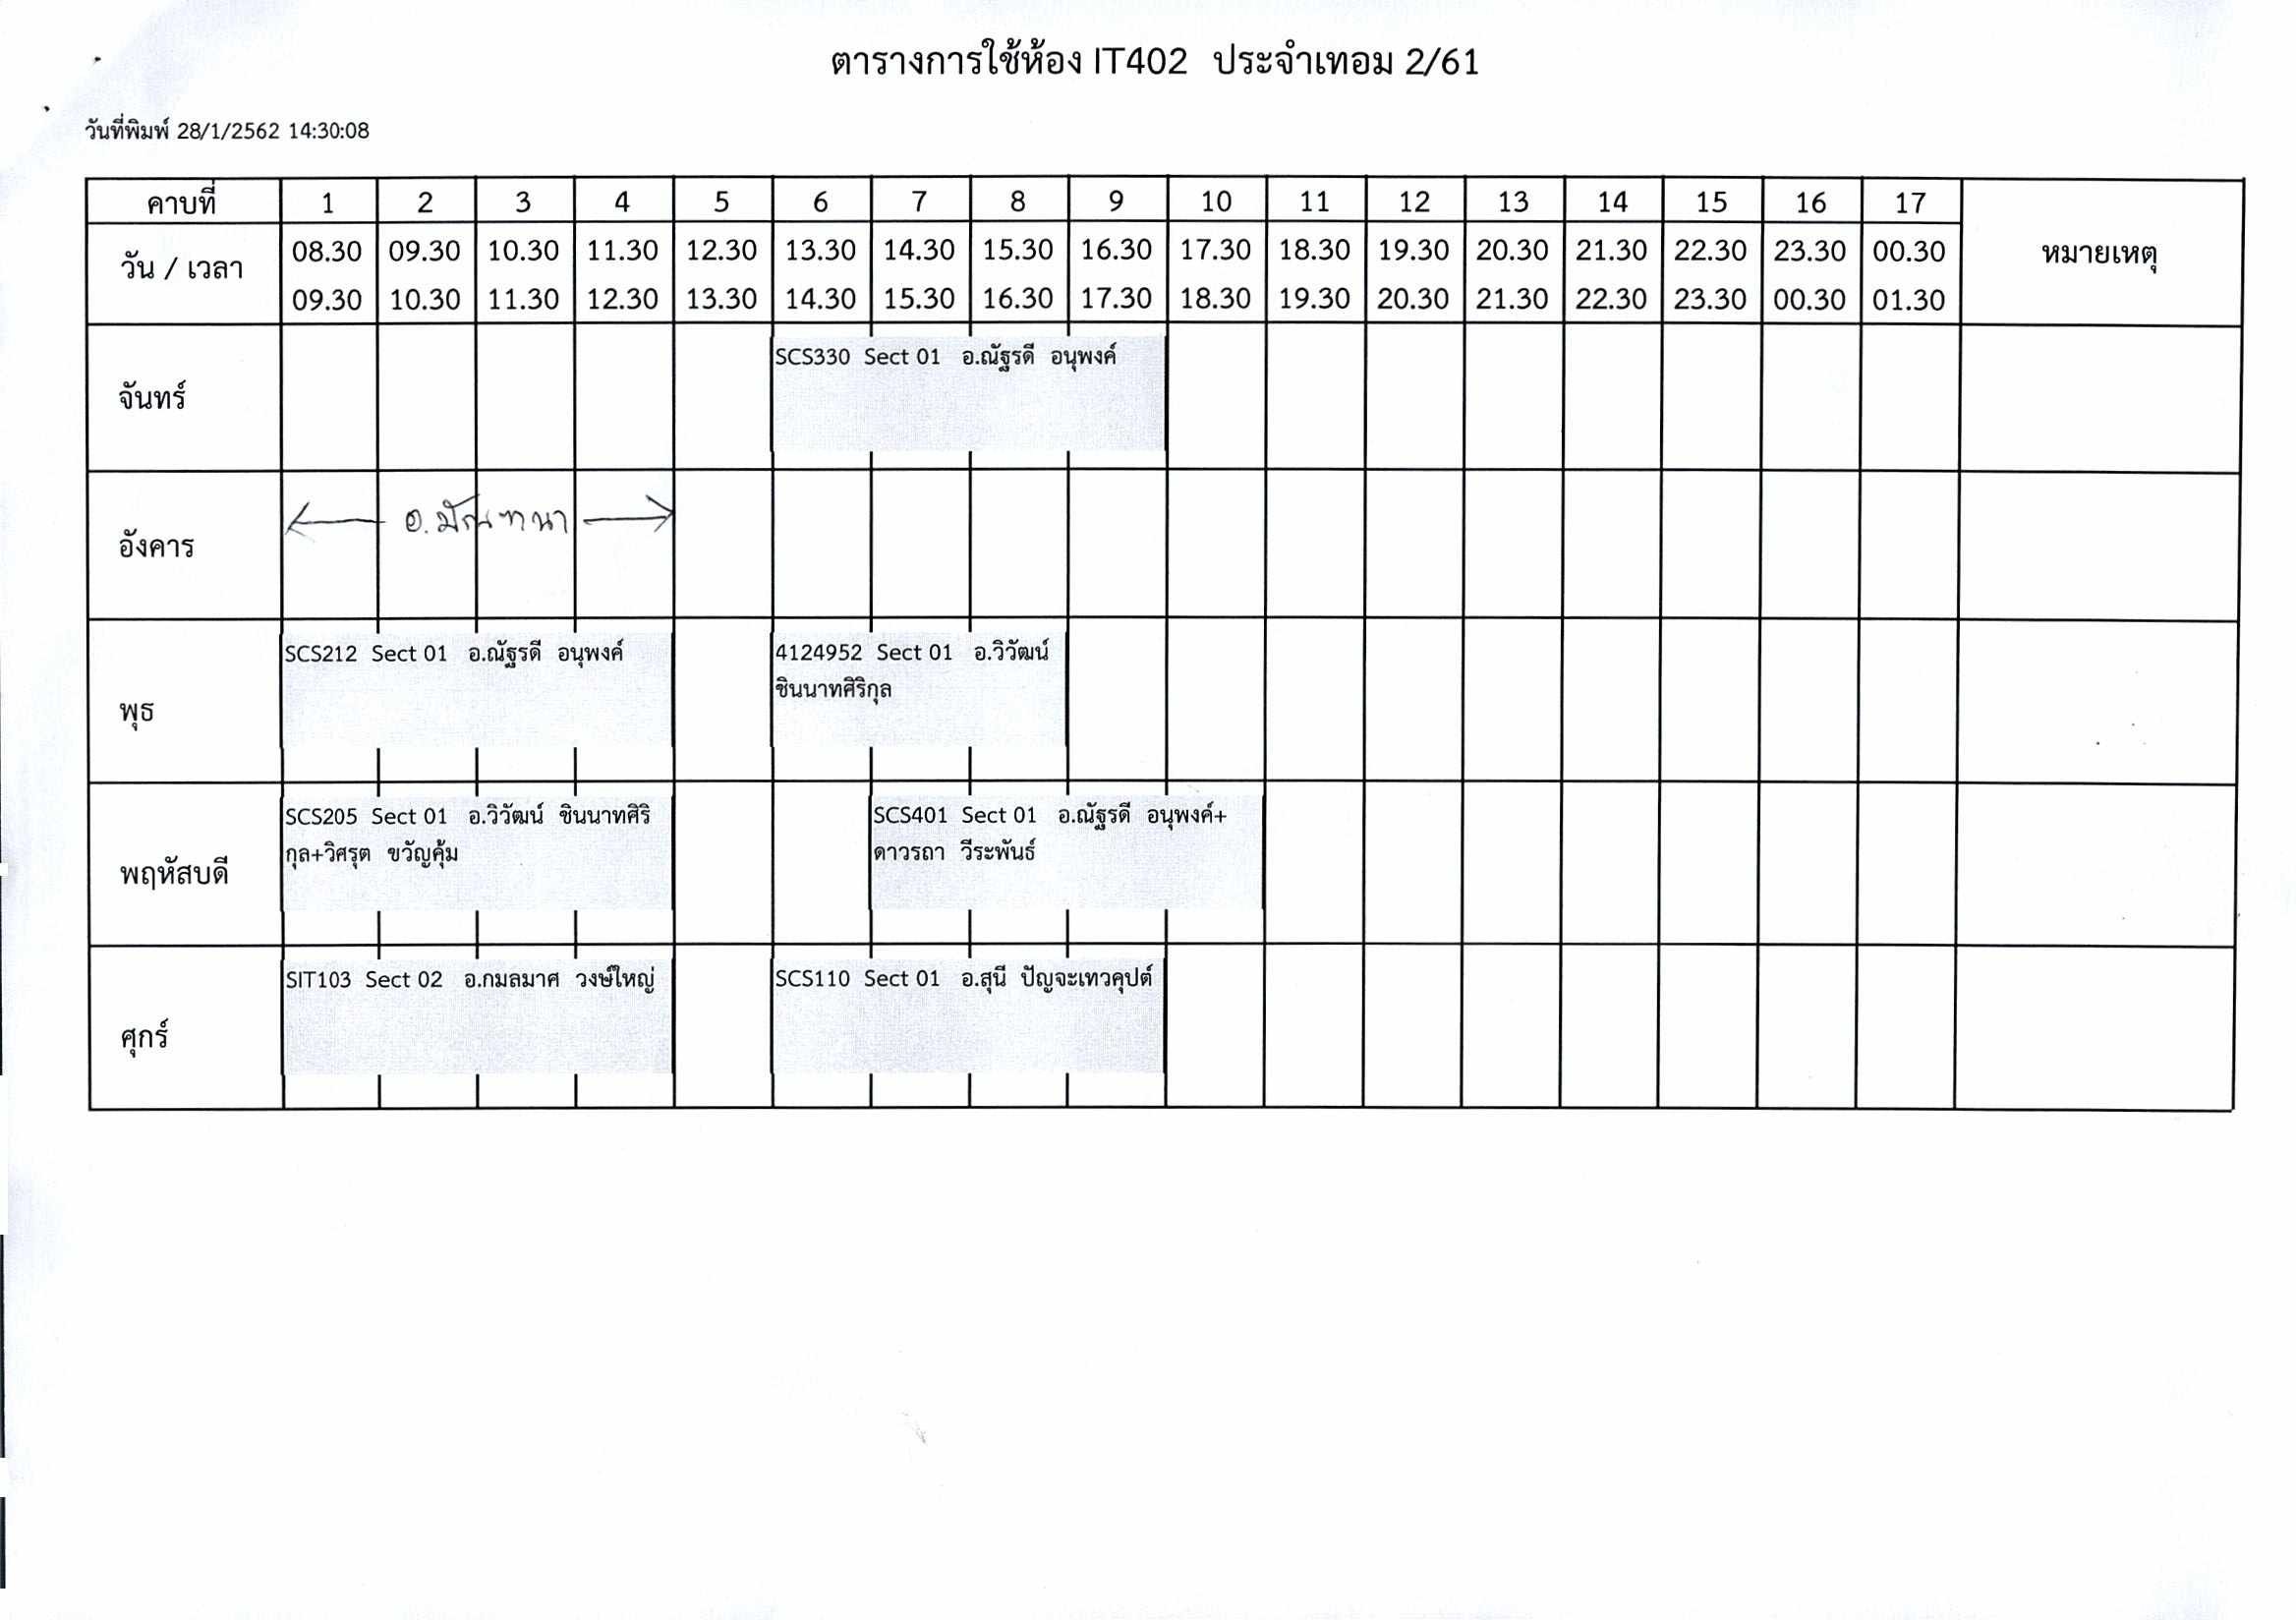 ตารางการใช้ห้อง IT402 ประจำเทอม 2/61
วันที่พิมพ์ 28/1/2562 14:30:08
คาบที่ 1 2 3 4 5 6 7 8 9 10 11 12 13 14 15 16 17
วัน / เวลา 08.30 09.30 10.30 11.30 12.30 13.30 14.30 15.30 16.30 17.30 18.30 19.30 20.30 21.30 22.30 23.30 00.30 หมายเหตุ
09.30 10.30 11.30 12.30 13.30 14.30 15.30 16.30 17.30 18.30 19.30 20.30 21.30 22.30 23.30 00.30 01.30
จันทร์ SCS330 Sect 01 อ.ณัฐรดี อนุพงค์
อังคาร อ.มัณฑนา
พุธ SCS212 Sect 01 อ.ณัฐรดี อนุพงค์ 4124952 Sect 01 อ.วิวัฒน์
ชินนาทศิริกุล
พฤหัสบดี SCS205 Sect 01 อ.วิวัฒน์ ชินนาทศิริ SCS401 Sect 01 อ.ณัฐรดี อนุพงค์+
กุล+วิศรุต ขวัญคุ้ม ดาวรถา วีระพันธ์
ศุกร์ SIT103 Sect 02 อ.กมลมาศ วงษ์ใหญ่ SCS110 Sect 01 อ.สุนี ปัญจะเทวคุปต์